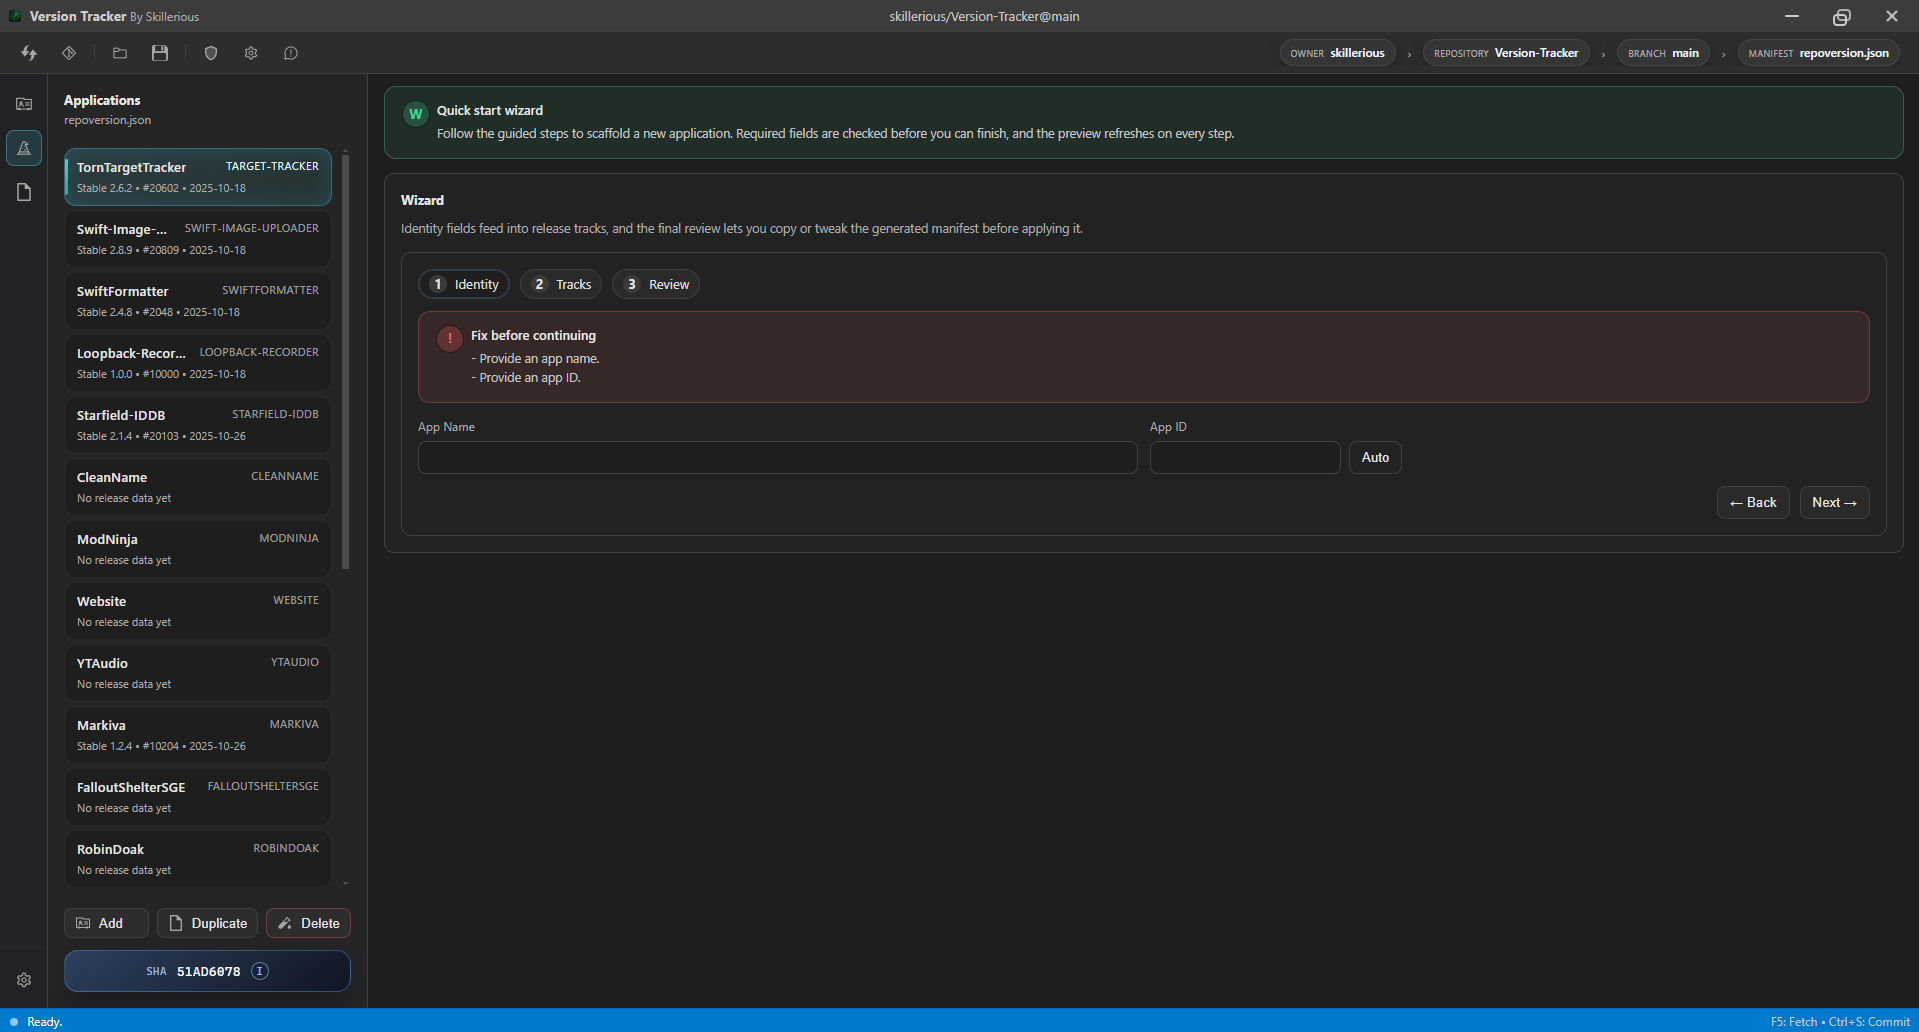 Version Tracker By Skillerious
skillerious/Version-Tracker@main
OWNER skillerious › REPOSITORY Version-Tracker › BRANCH main › MANIFEST repoversion.json
Applications
repoversion.json
TornTargetTracker TARGET-TRACKER
Stable 2.6.2 • #20602 • 2025-10-18
Swift-Image-... SWIFT-IMAGE-UPLOADER
Stable 2.8.9 • #20809 • 2025-10-18
SwiftFormatter SWIFTFORMATTER
Stable 2.4.8 • #2048 • 2025-10-18
Loopback-Recor... LOOPBACK-RECORDER
Stable 1.0.0 • #10000 • 2025-10-18
Starfield-IDDB STARFIELD-IDDB
Stable 2.1.4 • #20103 • 2025-10-26
CleanName CLEANNAME
No release data yet
ModNinja MODNINJA
No release data yet
Website WEBSITE
No release data yet
YTAudio YTAUDIO
No release data yet
Markiva MARKIVA
Stable 1.2.4 • #10204 • 2025-10-26
FalloutShelterSGE FALLOUTSHELTERSGE
No release data yet
RobinDoak ROBINDOAK
No release data yet
Add Duplicate Delete
SHA 51AD6078 I
W Quick start wizard
Follow the guided steps to scaffold a new application. Required fields are checked before you can finish, and the preview refreshes on every step.
Wizard
Identity fields feed into release tracks, and the final review lets you copy or tweak the generated manifest before applying it.
1 Identity 2 Tracks 3 Review
! Fix before continuing
- Provide an app name.
- Provide an app ID.
App Name App ID
Auto
← Back Next →
Ready. F5: Fetch • Ctrl+S: Commit